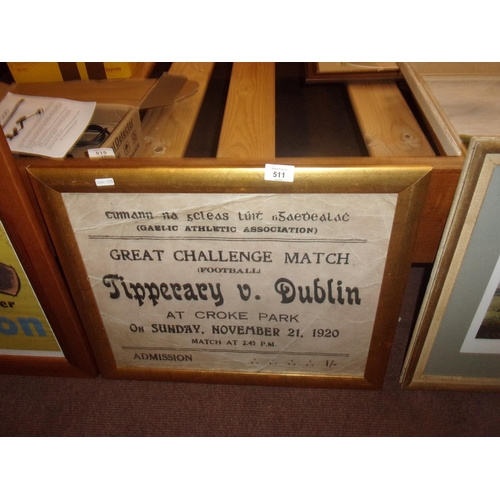 511
Cumann na gCleas Lúit nGaedhealac
(GAELIC ATHLETIC ASSOCIATION)
GREAT CHALLENGE MATCH
(FOOTBALL)
Tipperary v. Dublin
AT CROKE PARK
ON SUNDAY, NOVEMBER 21, 1920
MATCH AT 2.45 P.M.
ADMISSION 1/-